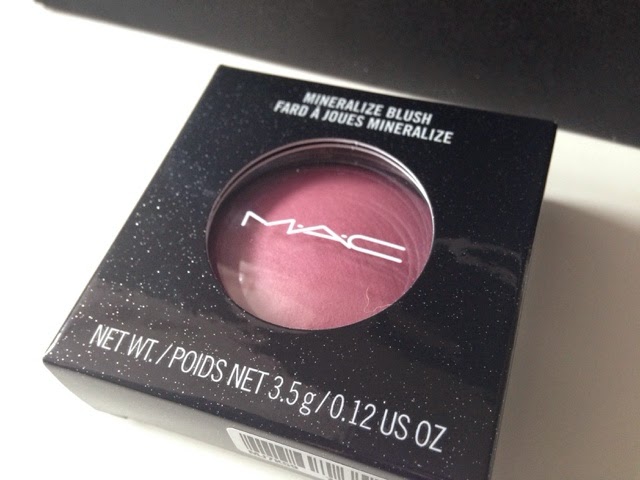 MINERALIZE BLUSH
FARD À JOUES MINERALIZE
M·A·C
NET WT./POIDS NET 3.5 g/0.12 US OZ